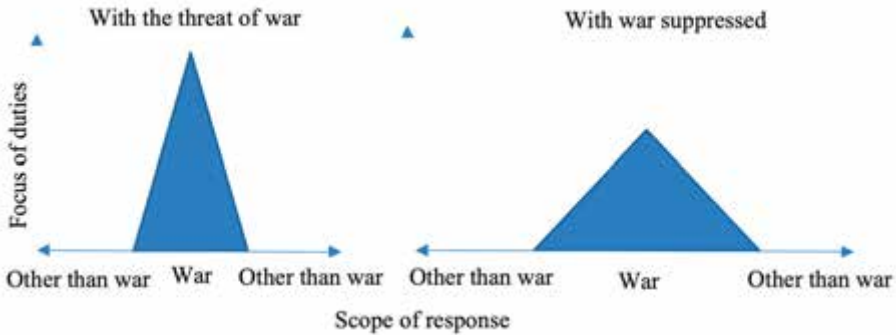 With the threat of war
With war suppressed
Focus of duties
Other than war
War
Other than war
Other than war
War
Other than war
Scope of response